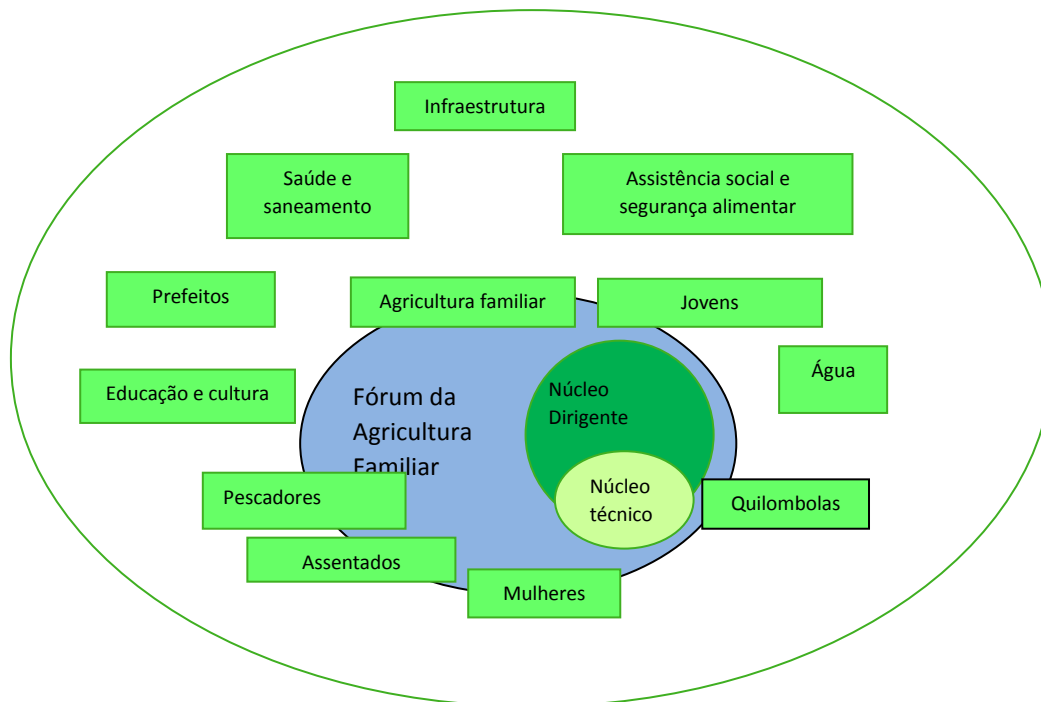 Infraestrutura
Saúde e
saneamento
Assistência social e
segurança alimentar
Prefeitos
Agricultura familiar
Jovens
Água
Educação e cultura
Fórum da
Agricultura
Familiar
Núcleo
Dirigente
Núcleo
técnico
Pescadores
Quilombolas
Assentados
Mulheres